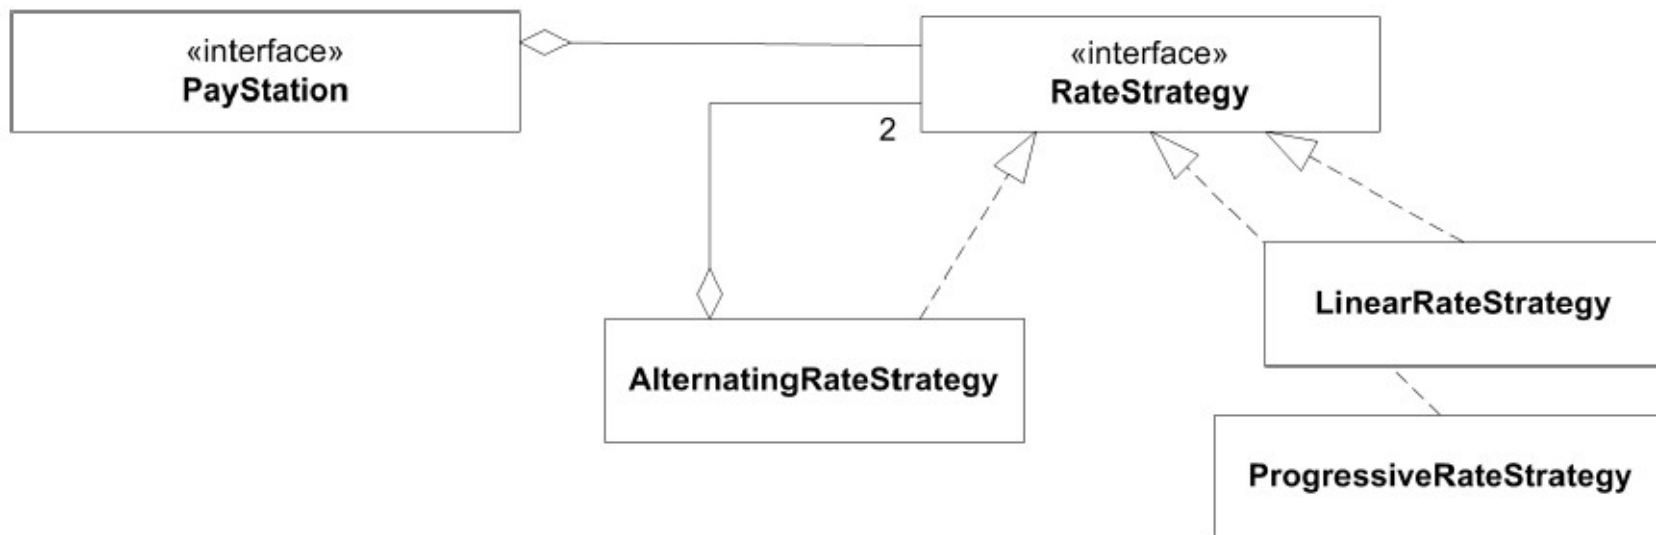 «interface»
PayStation
«interface»
RateStrategy
2
LinearRateStrategy
AlternatingRateStrategy
ProgressiveRateStrategy